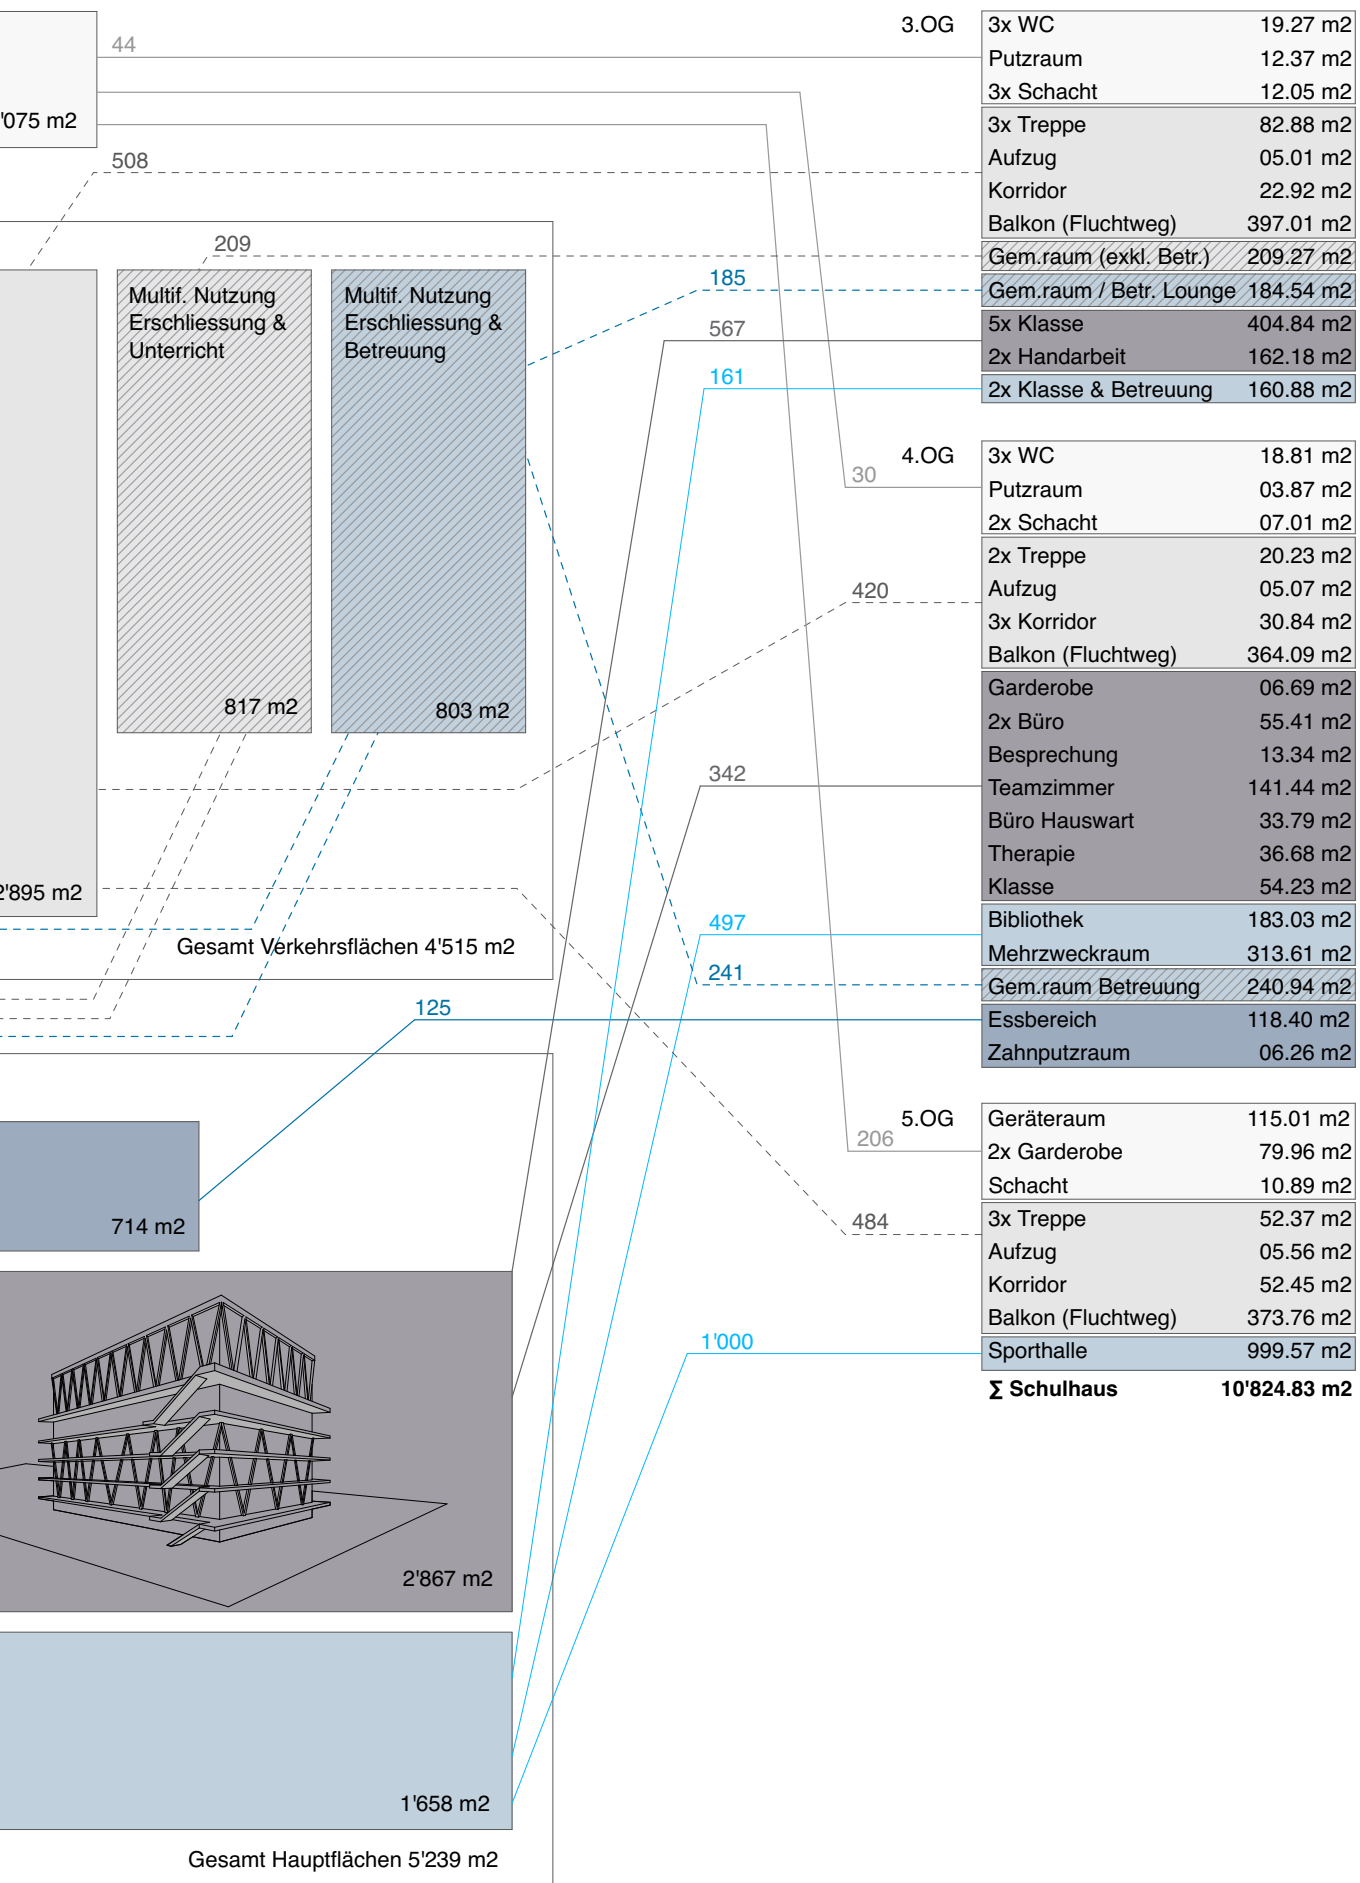 44
'075 m2
508
209
Multif. Nutzung
Erschliessung &
Unterricht
817 m2
Multif. Nutzung
Erschliessung &
Betreuung
803 m2
2'895 m2
Gesamt Verkehrsflächen 4'515 m2
185
567
161
30
420
342
497
241
125
206
484
1'000
714 m2
2'867 m2
1'658 m2
Gesamt Hauptflächen 5'239 m2
3.OG
3x WC 19.27 m2
Putzraum 12.37 m2
3x Schacht 12.05 m2
3x Treppe 82.88 m2
Aufzug 05.01 m2
Korridor 22.92 m2
Balkon (Fluchtweg) 397.01 m2
Gem.raum (exkl. Betr.) 209.27 m2
Gem.raum / Betr. Lounge 184.54 m2
5x Klasse 404.84 m2
2x Handarbeit 162.18 m2
2x Klasse & Betreuung 160.88 m2
4.OG
3x WC 18.81 m2
Putzraum 03.87 m2
2x Schacht 07.01 m2
2x Treppe 20.23 m2
Aufzug 05.07 m2
3x Korridor 30.84 m2
Balkon (Fluchtweg) 364.09 m2
Garderobe 06.69 m2
2x Büro 55.41 m2
Besprechung 13.34 m2
Teamzimmer 141.44 m2
Büro Hauswart 33.79 m2
Therapie 36.68 m2
Klasse 54.23 m2
Bibliothek 183.03 m2
Mehrzweckraum 313.61 m2
Gem.raum Betreuung 240.94 m2
Essbereich 118.40 m2
Zahnputzraum 06.26 m2
5.OG
Geräteraum 115.01 m2
2x Garderobe 79.96 m2
Schacht 10.89 m2
3x Treppe 52.37 m2
Aufzug 05.56 m2
Korridor 52.45 m2
Balkon (Fluchtweg) 373.76 m2
Sporthalle 999.57 m2
∑ Schulhaus 10'824.83 m2